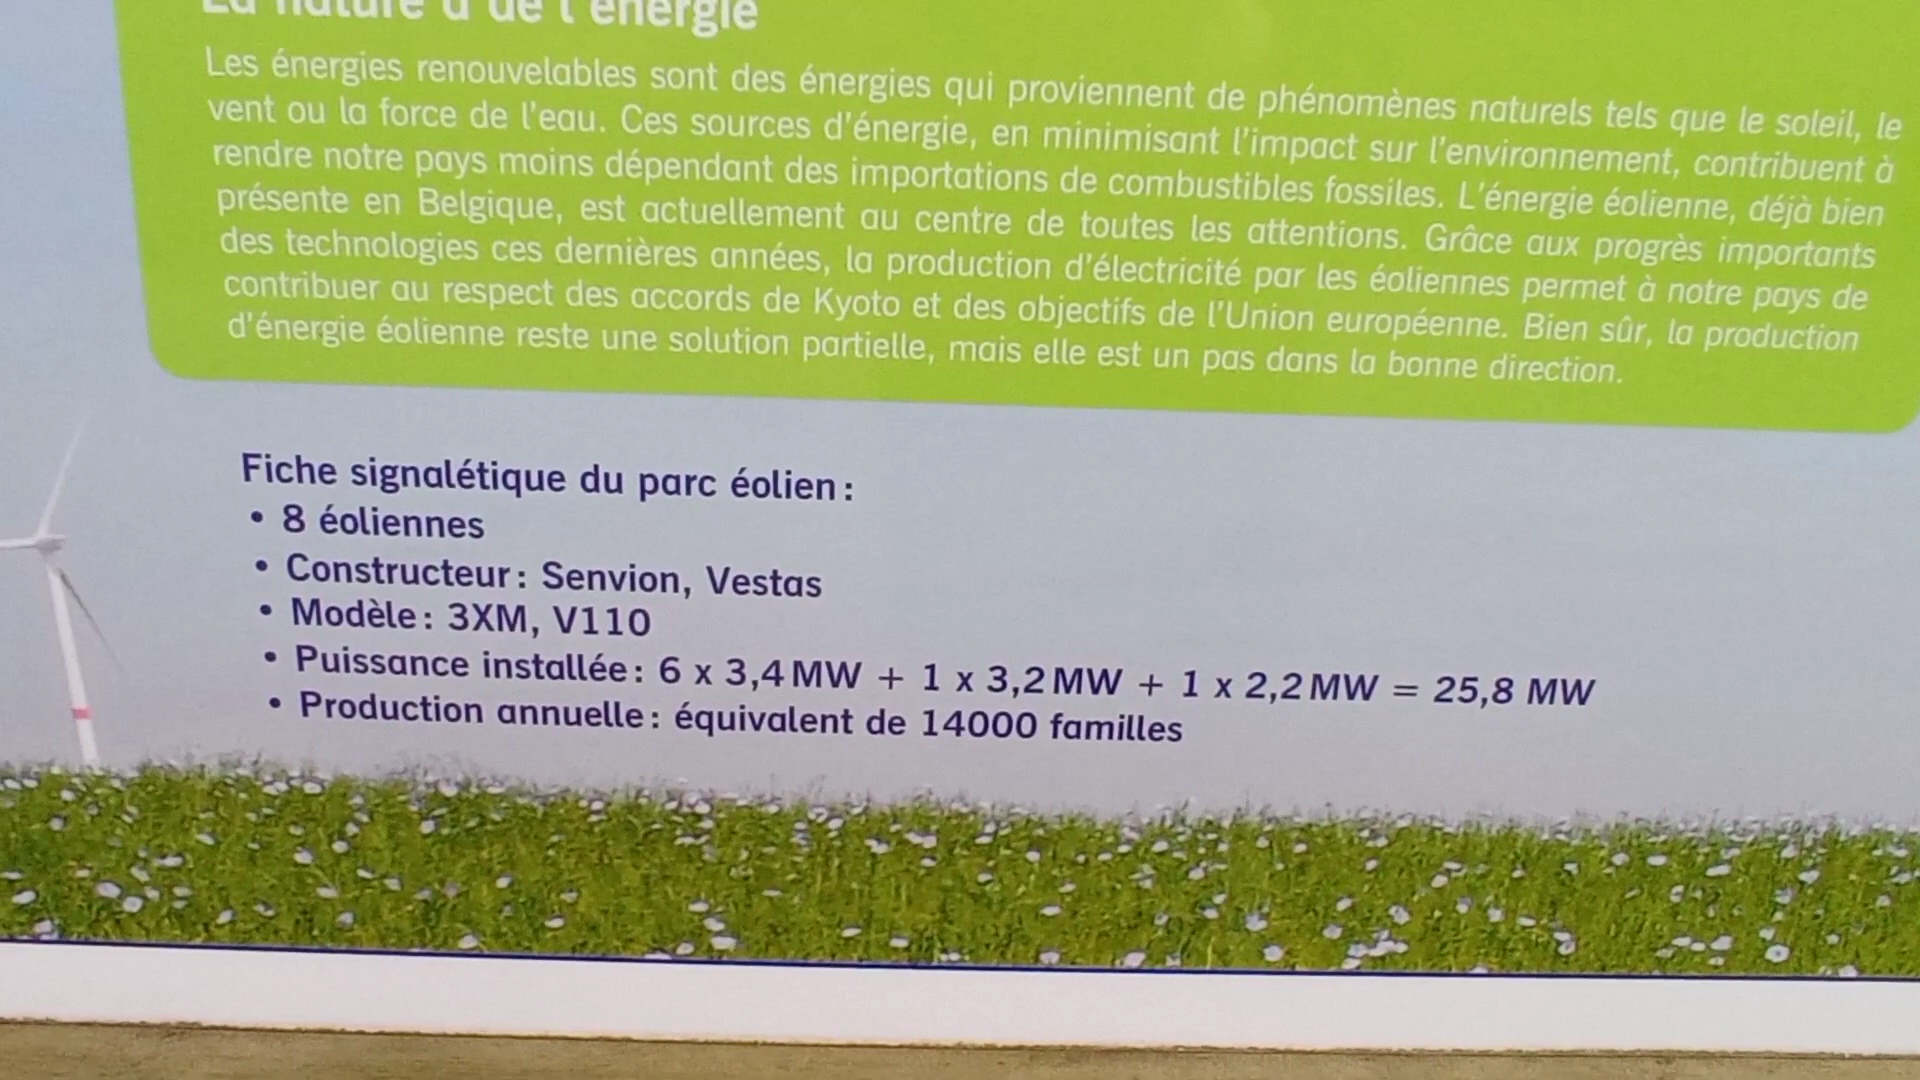 La nature a de l'énergie
Les énergies renouvelables sont des énergies qui proviennent de phénomènes naturels tels que le soleil, le
vent ou la force de l'eau. Ces sources d'énergie, en minimisant l'impact sur l'environnement, contribuent à
rendre notre pays moins dépendant des importations de combustibles fossiles. L'énergie éolienne, déjà bien
présente en Belgique, est actuellement au centre de toutes les attentions. Grâce aux progrès importants
des technologies ces dernières années, la production d'électricité par les éoliennes permet à notre pays de
contribuer au respect des accords de Kyoto et des objectifs de l'Union européenne. Bien sûr, la production
d'énergie éolienne reste une solution partielle, mais elle est un pas dans la bonne direction.
Fiche signalétique du parc éolien :
• 8 éoliennes
• Constructeur : Senvion, Vestas
• Modèle : 3XM, V110
• Puissance installée : 6 x 3,4 MW + 1 x 3,2 MW + 1 x 2,2 MW = 25,8 MW
• Production annuelle : équivalent de 14000 familles